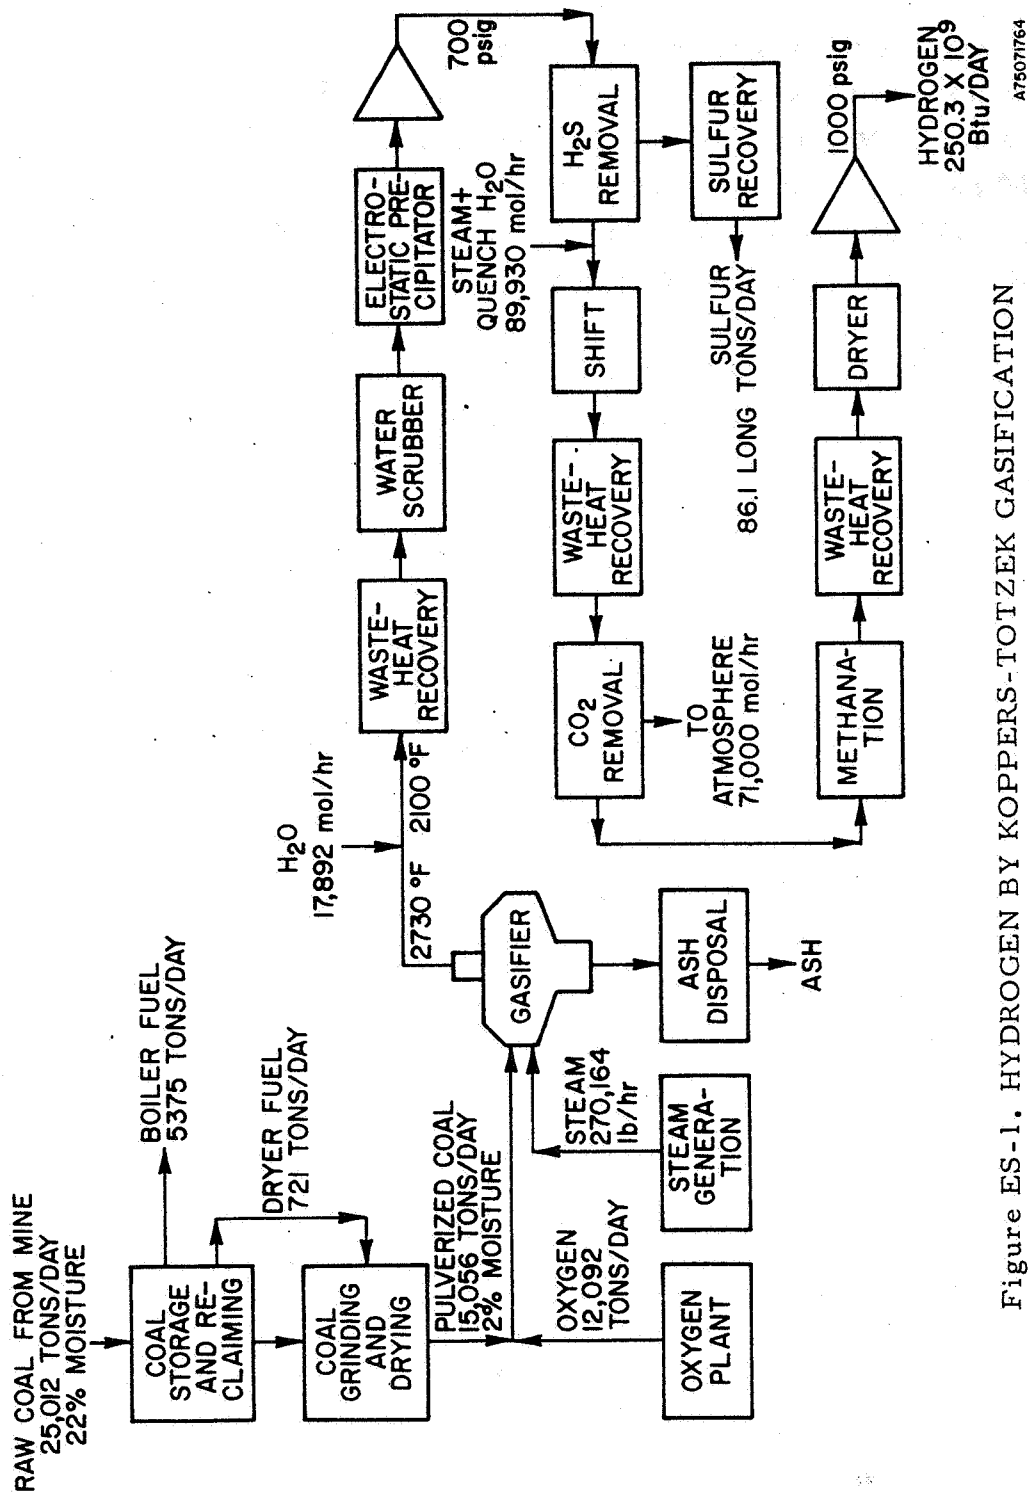 RAW COAL FROM MINE
25,012 TONS/DAY
22% MOISTURE
COAL
STORAGE
AND RE-
CLAIMING
BOILER FUEL
5375 TONS/DAY
DRYER FUEL
721 TONS/DAY
COAL
GRINDING
AND
DRYING
PULVERIZED COAL
15,056 TONS/DAY
2% MOISTURE
OXYGEN
12,092
TONS/DAY
OXYGEN
PLANT
STEAM
270,164
lb/hr
STEAM
GENERA-
TION
GASIFIER
ASH
DISPOSAL
ASH
H2O
17,892 mol/hr
2730 °F
2100 °F
WASTE-
HEAT
RECOVERY
WATER
SCRUBBER
ELECTRO-
STATIC PRE-
CIPITATOR
700
psig
H2S
REMOVAL
SULFUR
RECOVERY
SULFUR
86.1 LONG TONS/DAY
STEAM+
QUENCH H2O
89,930 mol/hr
SHIFT
WASTE-
HEAT
RECOVERY
CO2
REMOVAL
TO
ATMOSPHERE
71,000 mol/hr
METHANA-
TION
WASTE-
HEAT
RECOVERY
DRYER
1000 psig
HYDROGEN
250.3 X 10⁹
Btu/DAY
A75071764
Figure ES-1. HYDROGEN BY KOPPERS-TOTZEK GASIFICATION